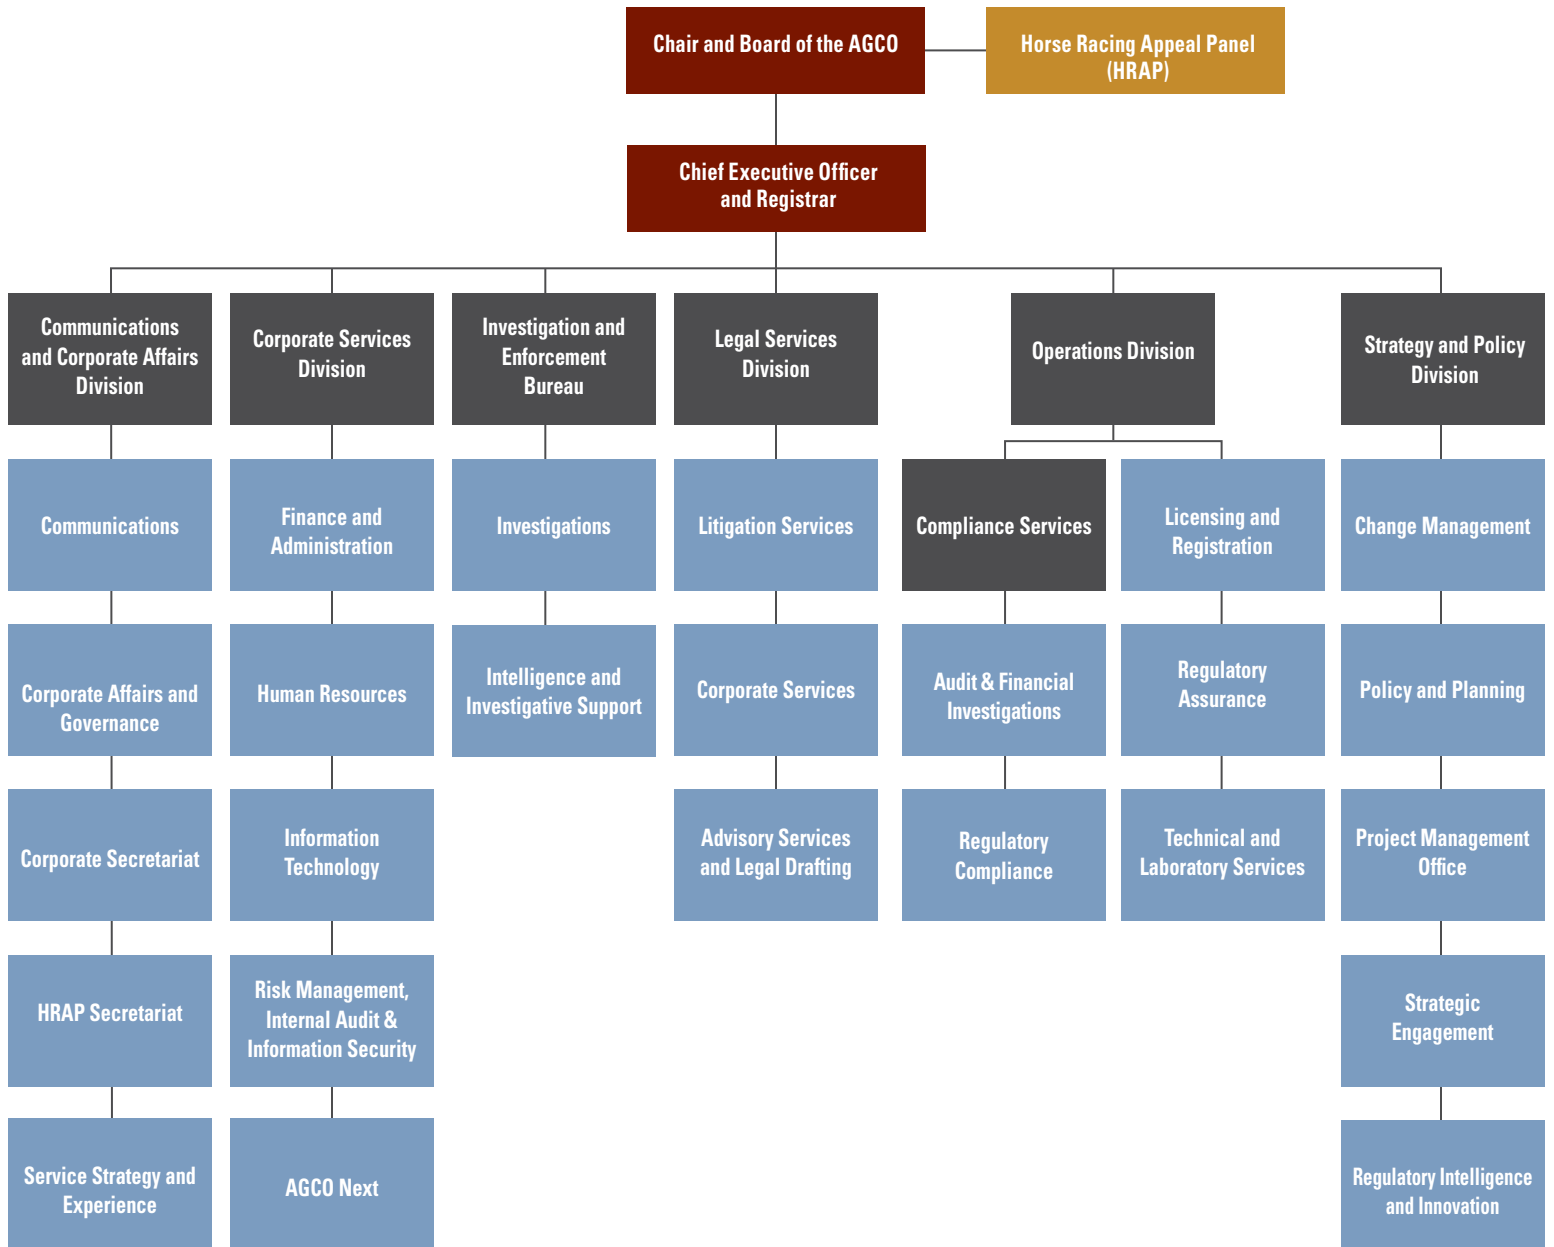 Chair and Board of the AGCO
Horse Racing Appeal Panel
(HRAP)
Chief Executive Officer
and Registrar
Communications
and Corporate Affairs
Division
Corporate Services
Division
Investigation and
Enforcement
Bureau
Legal Services
Division
Operations Division
Strategy and Policy
Division
Communications
Finance and
Administration
Investigations
Litigation Services
Compliance Services
Licensing and
Registration
Change Management
Corporate Affairs and
Governance
Human Resources
Intelligence and
Investigative Support
Corporate Services
Audit & Financial
Investigations
Regulatory
Assurance
Policy and Planning
Corporate Secretariat
Information
Technology
Advisory Services
and Legal Drafting
Regulatory
Compliance
Technical and
Laboratory Services
Project Management
Office
HRAP Secretariat
Risk Management,
Internal Audit &
Information Security
Strategic
Engagement
Service Strategy and
Experience
AGCO Next
Regulatory Intelligence
and Innovation